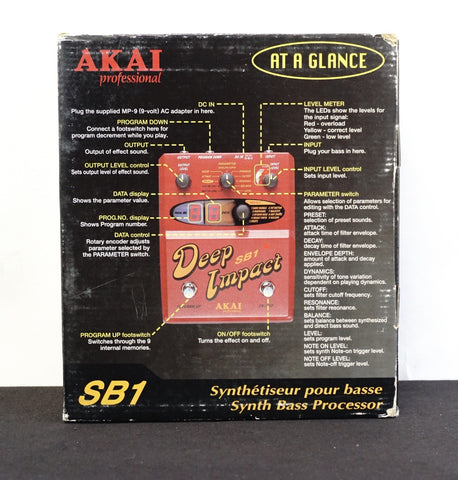 AKAI
professional
AT A GLANCE
DC IN
Plug the supplied MP-9 (9-volt) AC adapter in here.
PROGRAM DOWN
Connect a footswitch here for
program decrement while you play.
OUTPUT
Output of effect sound.
OUTPUT LEVEL control
Sets output level of effect sound.
DATA display
Shows the parameter value.
PROG.NO. display
Shows Program number.
DATA control
Rotary encoder adjusts
parameter selected by
the PARAMETER switch.
PROGRAM UP footswitch
Switches through the 9
internal memories.
LEVEL METER
The LEDs show the levels for
the input signal:
Red - overload
Yellow - correct level
Green - low level
INPUT
Plug your bass in here.
INPUT LEVEL control
Sets input level.
PARAMETER switch
Allows selection of parameters for
editing with the DATA control.
PRESET:
selection of preset sounds.
ATTACK:
attack time of filter envelope.
DECAY:
decay time of filter envelope.
ENVELOPE DEPTH:
amount of attack and decay
applied.
DYNAMICS:
sensitivity of tone variation
dependent on playing dynamics.
CUTOFF:
sets filter cutoff frequency.
RESONANCE:
sets filter resonance.
BALANCE:
sets balance between synthesized
and direct bass sound.
LEVEL:
sets program level.
NOTE ON LEVEL:
sets synth Note-on trigger level.
NOTE OFF LEVEL:
sets Note-off trigger level.
OUTPUT
PROGRAM DOWN
DC IN
INPUT
Deep
Impact
SB1
AKAI
ON/OFF footswitch
Turns the effect on and off.
SB1
Synthétiseur pour basse
Synth Bass Processor